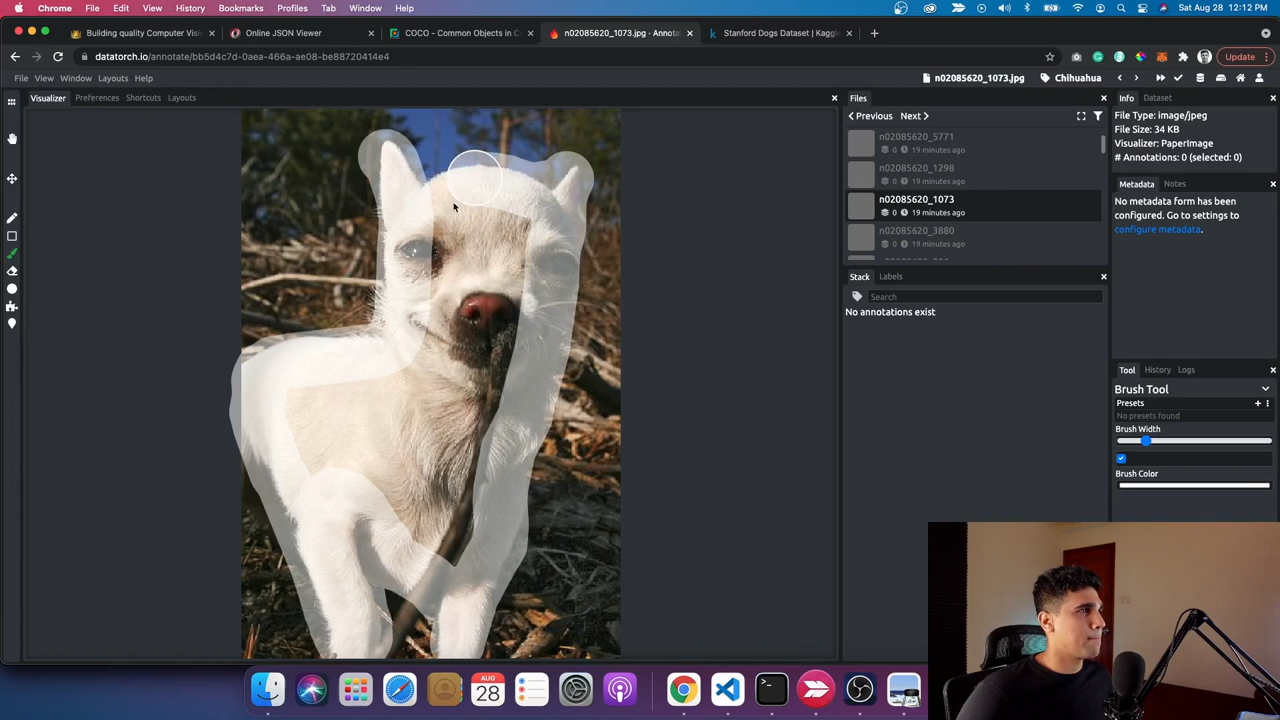 Chrome File Edit View History Bookmarks Profiles Tab Window Help Sat Aug 28 12:12 PM
Building quality Computer Vis Online JSON Viewer COCO - Common Objects in C n02085620_1073.jpg · Annota Stanford Dogs Dataset | Kaggl
datatorch.io/annotate/bb5d4c7d-0aea-466a-ae08-be88720414e4 Update
File View Window Layouts Help n02085620_1073.jpg Chihuahua
Visualizer Preferences Shortcuts Layouts
Files
Previous Next
n02085620_5771
0 19 minutes ago
n02085620_1298
0 19 minutes ago
n02085620_1073
0 19 minutes ago
n02085620_3880
0 19 minutes ago
Stack Labels
Search
No annotations exist
Info Dataset
File Type: image/jpeg
File Size: 34 KB
Visualizer: PaperImage
# Annotations: 0 (selected: 0)
Metadata Notes
No metadata form has been
configured. Go to settings to
configure metadata.
Tool History Logs
Brush Tool
Presets
No presets found
Brush Width
Brush Color
AUG
28